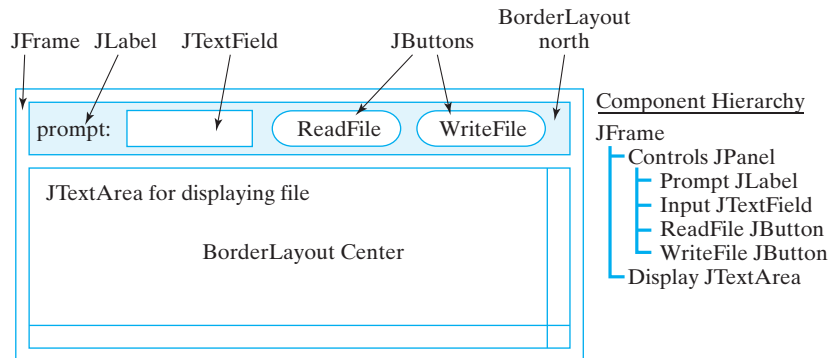 BorderLayout
north
JFrame JLabel JTextField JButtons
prompt: ReadFile WriteFile
JTextArea for displaying file
BorderLayout Center
Component Hierarchy
JFrame
Controls JPanel
Prompt JLabel
Input JTextField
ReadFile JButton
WriteFile JButton
Display JTextArea